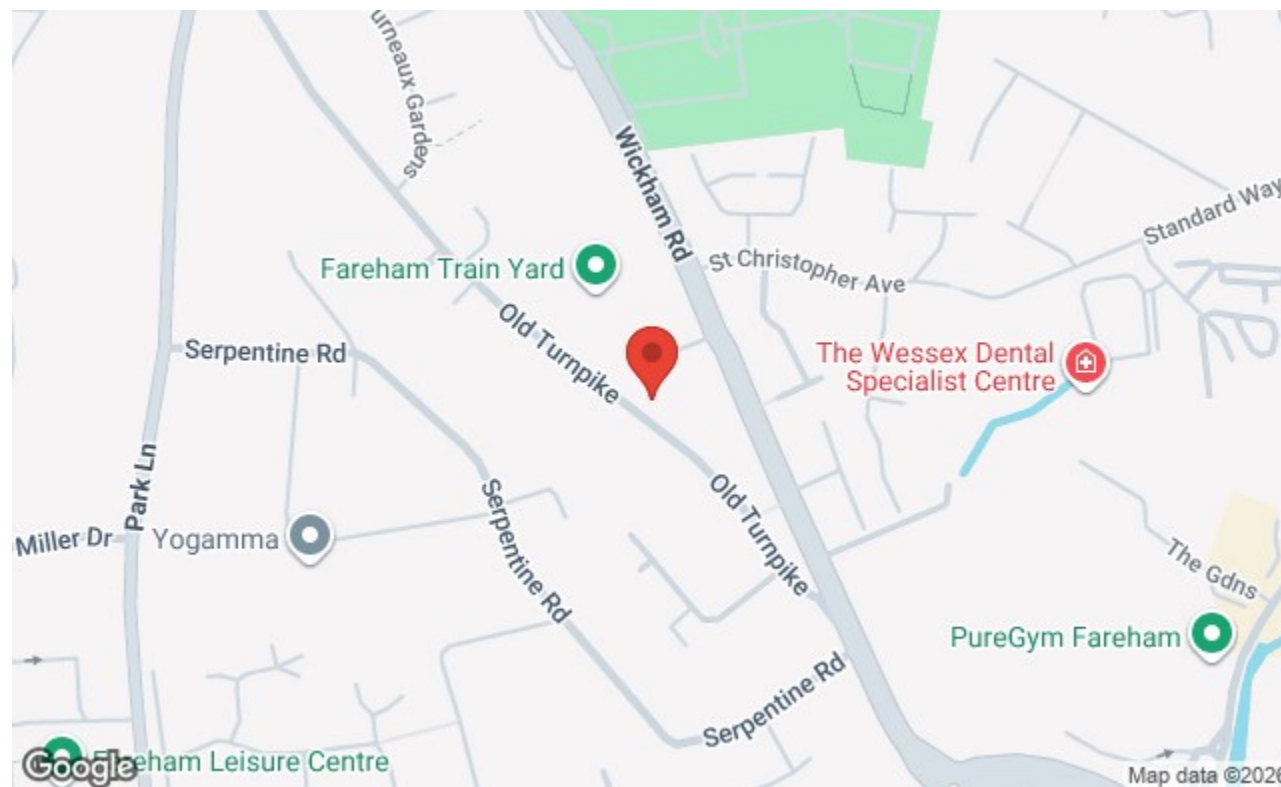 urneaux Gardens
Wickham Rd
Standard Way
St Christopher Ave
Fareham Train Yard
Old Turnpike
Serpentine Rd
The Wessex Dental
Specialist Centre
Park Ln
Old Turnpike
Serpentine Rd
Miller Dr
Yogamma
The Gdns
PureGym Fareham
Serpentine Rd
Fareham Leisure Centre
Google
Map data ©2026